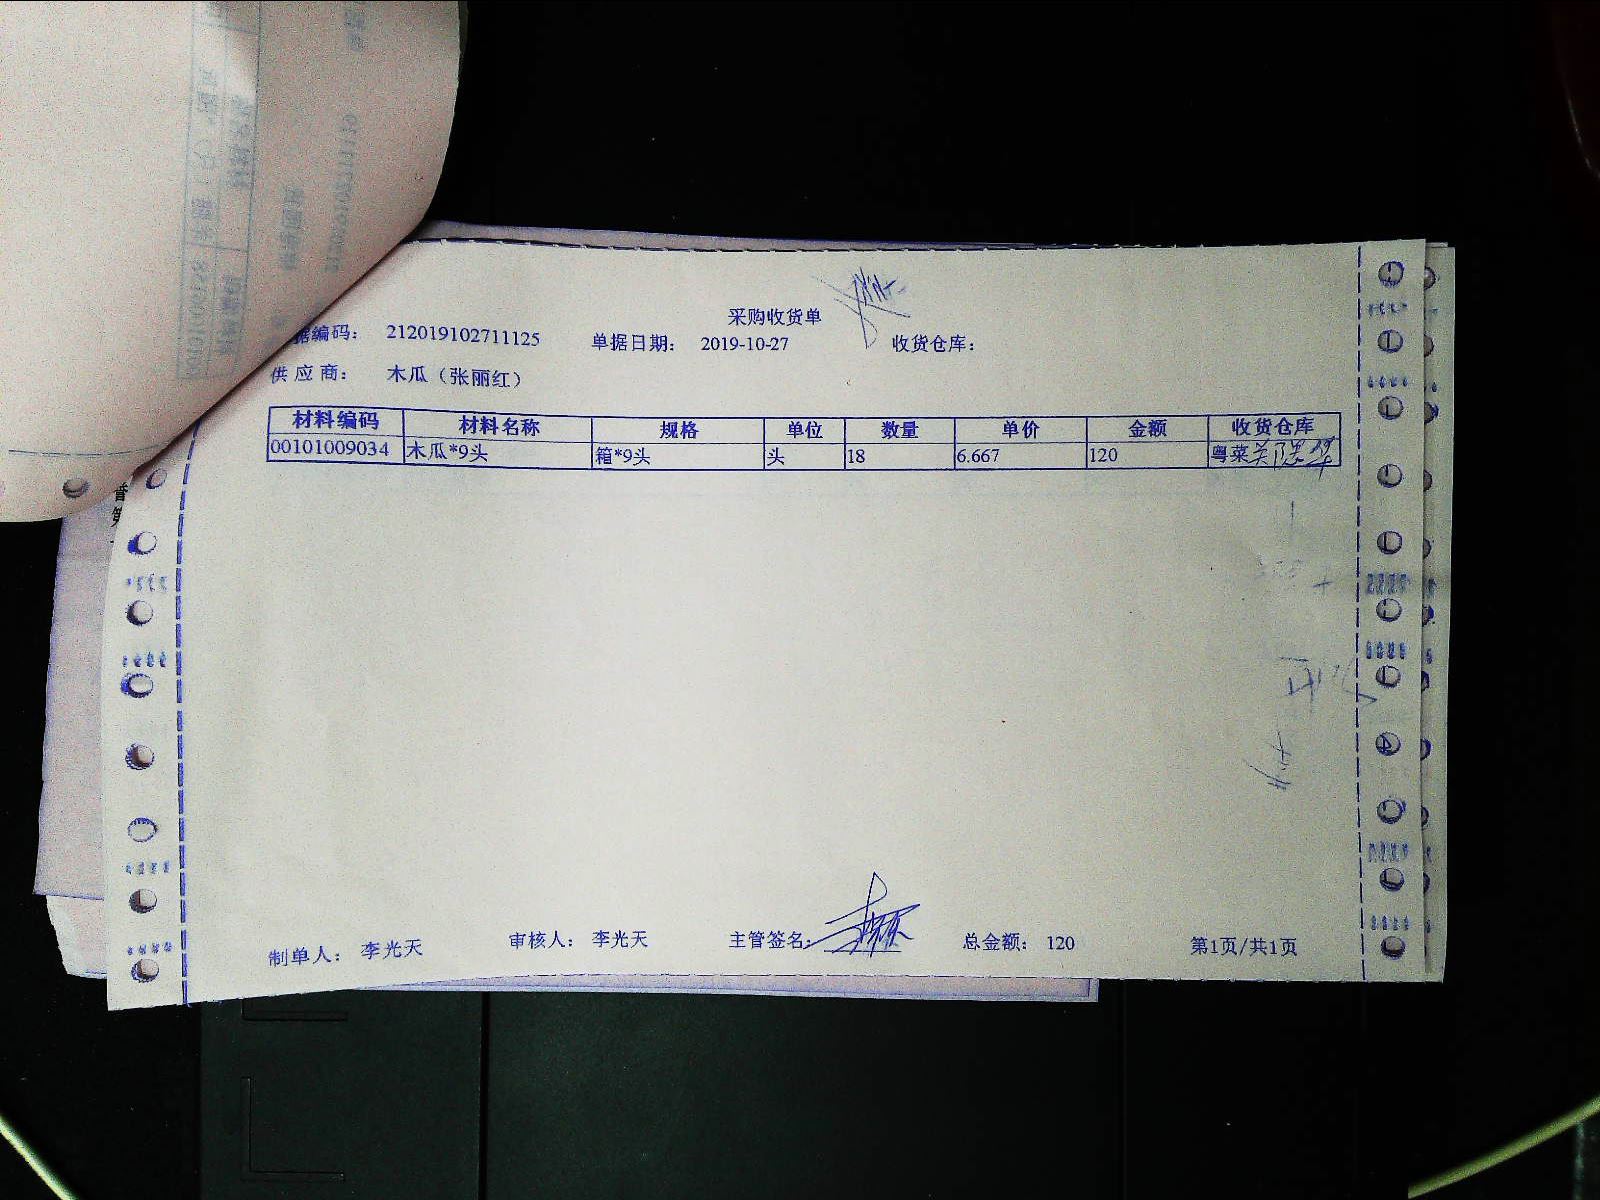 采购收货单
据编码： 212019102711125 单据日期： 2019-10-27 收货仓库：
供应商： 木瓜（张丽红）
材料编码 材料名称 规格 单位 数量 单价 金额 收货仓库
00101009034 木瓜*9头 箱*9头 头 18 6.667 120 粤菜
制单人： 李光天 审核人： 李光天 主管签名： 总金额： 120 第1页/共1页